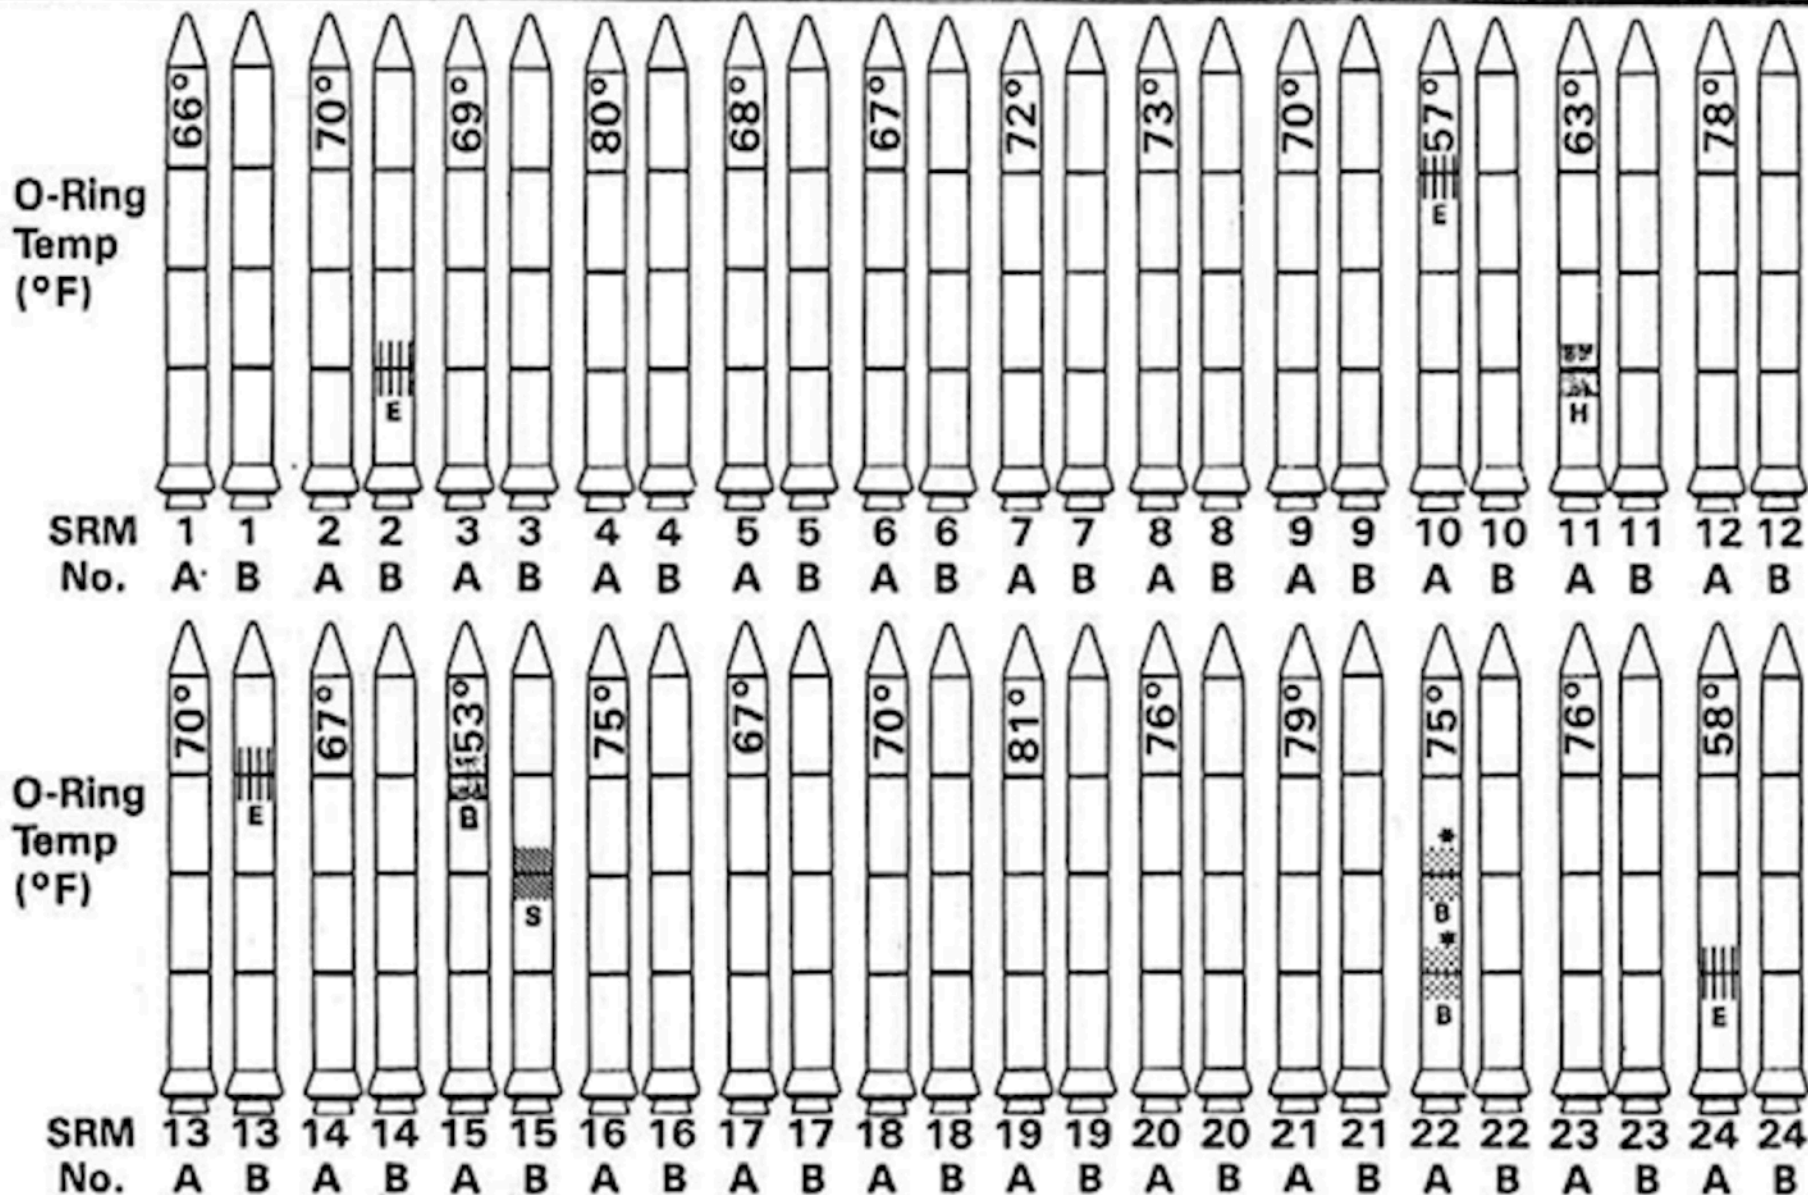 66° 70° 69° 80° 68° 67° 72° 73° 70° 57° 63° 78°
O-Ring
Temp
(°F)
E
E H
SRM 1 1 2 2 3 3 4 4 5 5 6 6 7 7 8 8 9 9 10 10 11 11 12 12
No. A B A B A B A B A B A B A B A B A B A B A B A B
70° 67° 53° 75° 67° 70° 81° 76° 79° 75° 76° 58°
O-Ring
Temp
(°F)
E B
*
S B
*
B E
SRM 13 13 14 14 15 15 16 16 17 17 18 18 19 19 20 20 21 21 22 22 23 23 24 24
No. A B A B A B A B A B A B A B A B A B A B A B A B